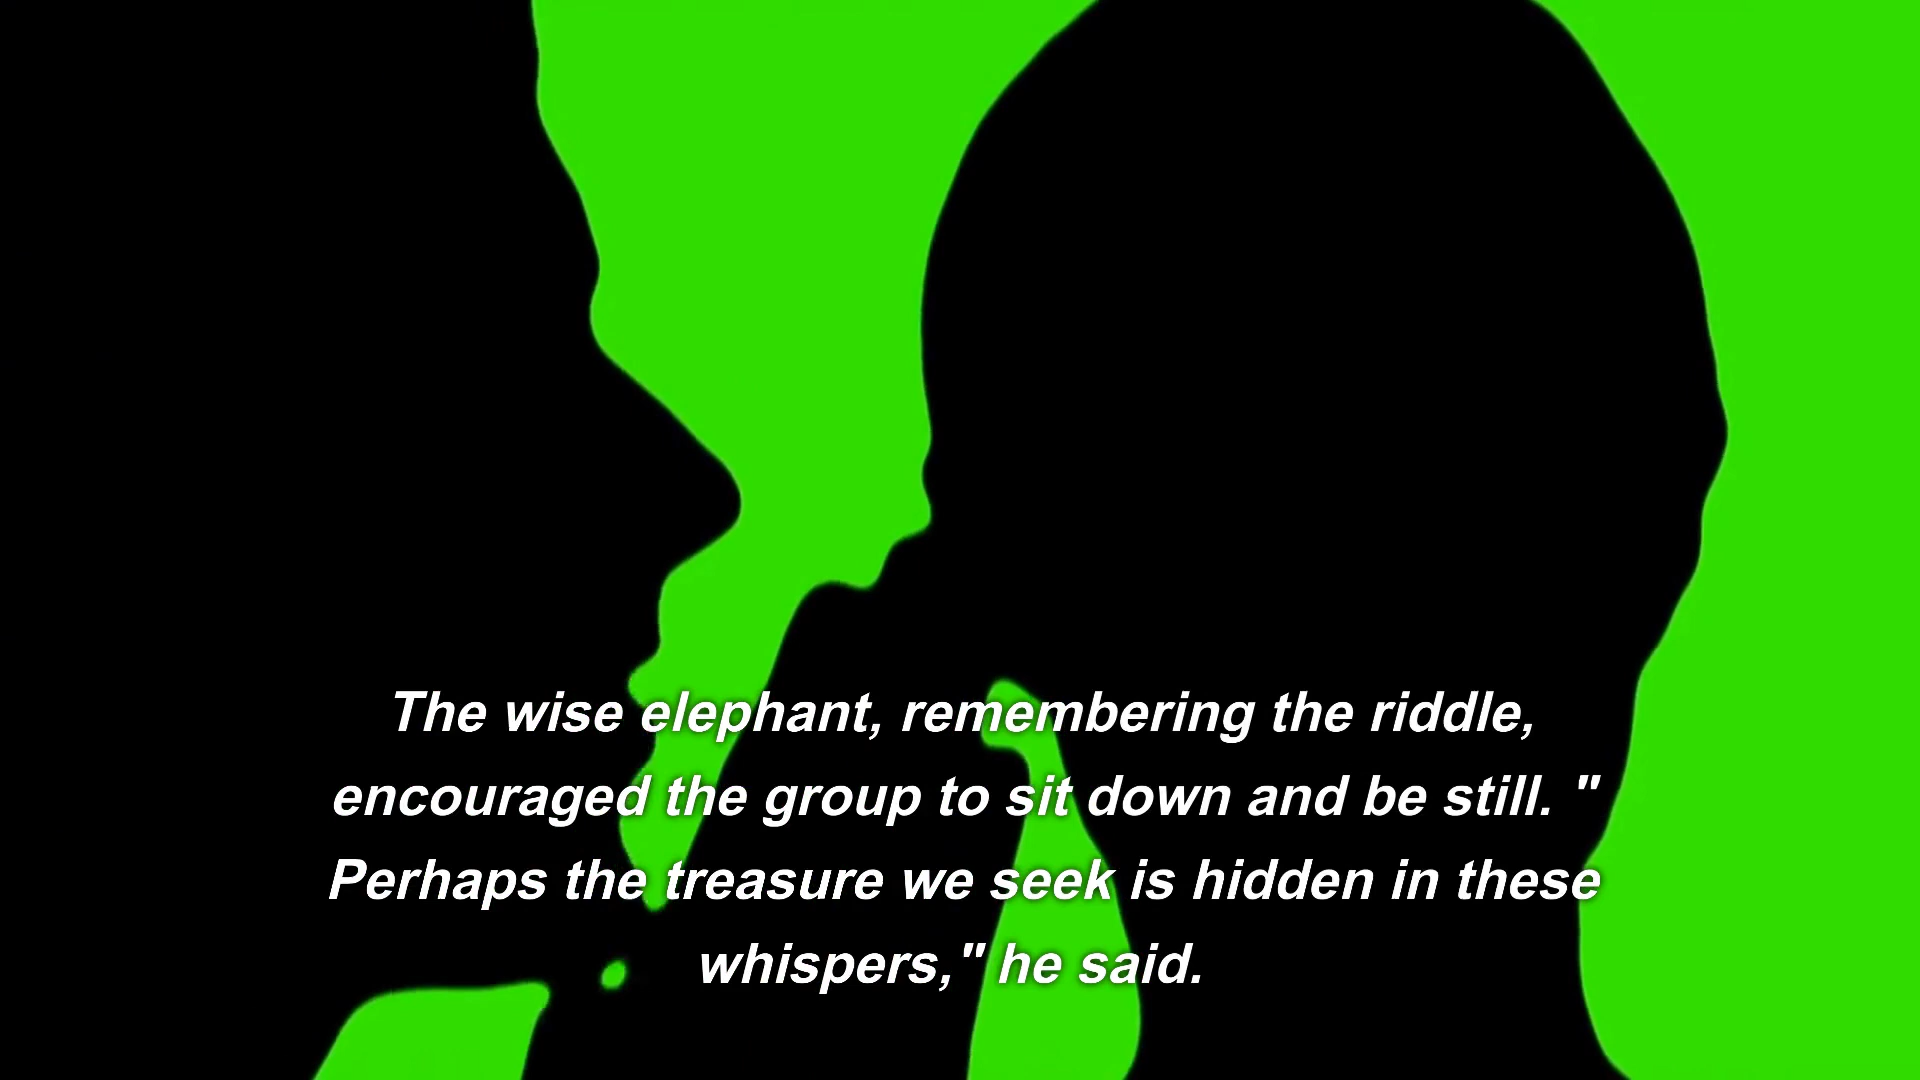 The wise elephant, remembering the riddle,
encouraged the group to sit down and be still. "
Perhaps the treasure we seek is hidden in these
whispers," he said.